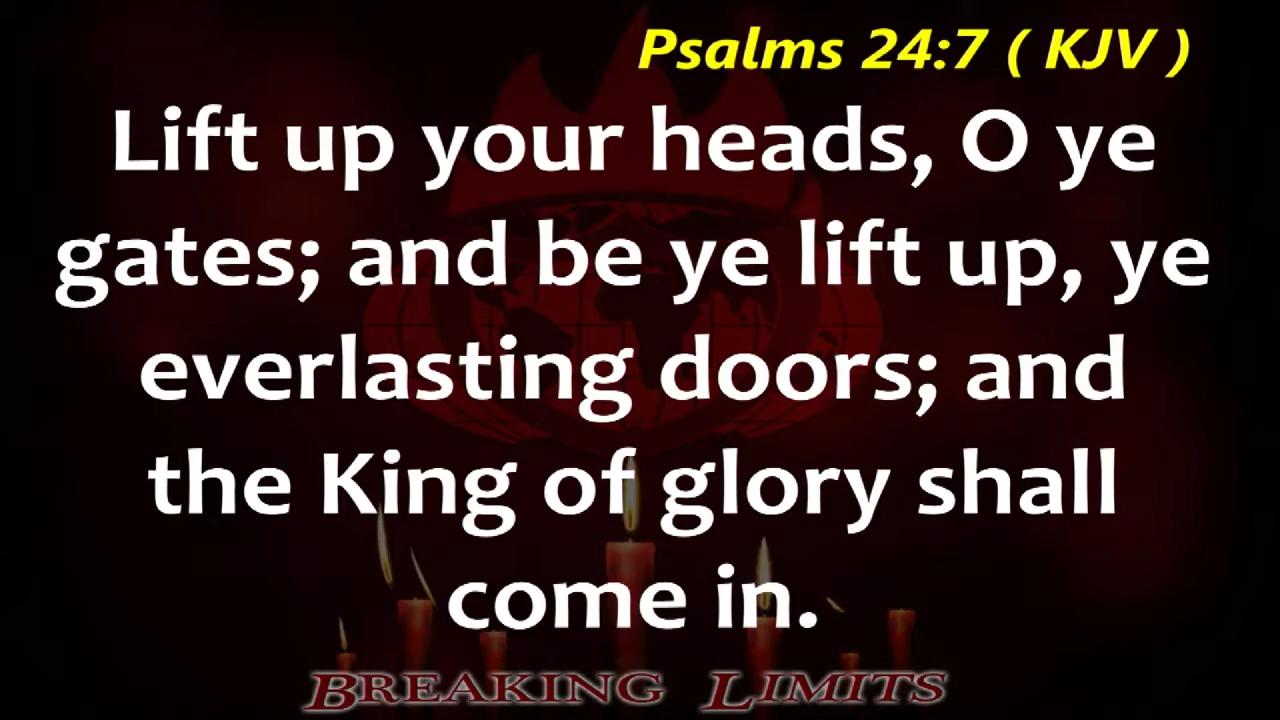 Psalms 24:7 ( KJV )
Lift up your heads, O ye
gates; and be ye lift up, ye
everlasting doors; and
the King of glory shall
come in.
BREAKING LIMITS